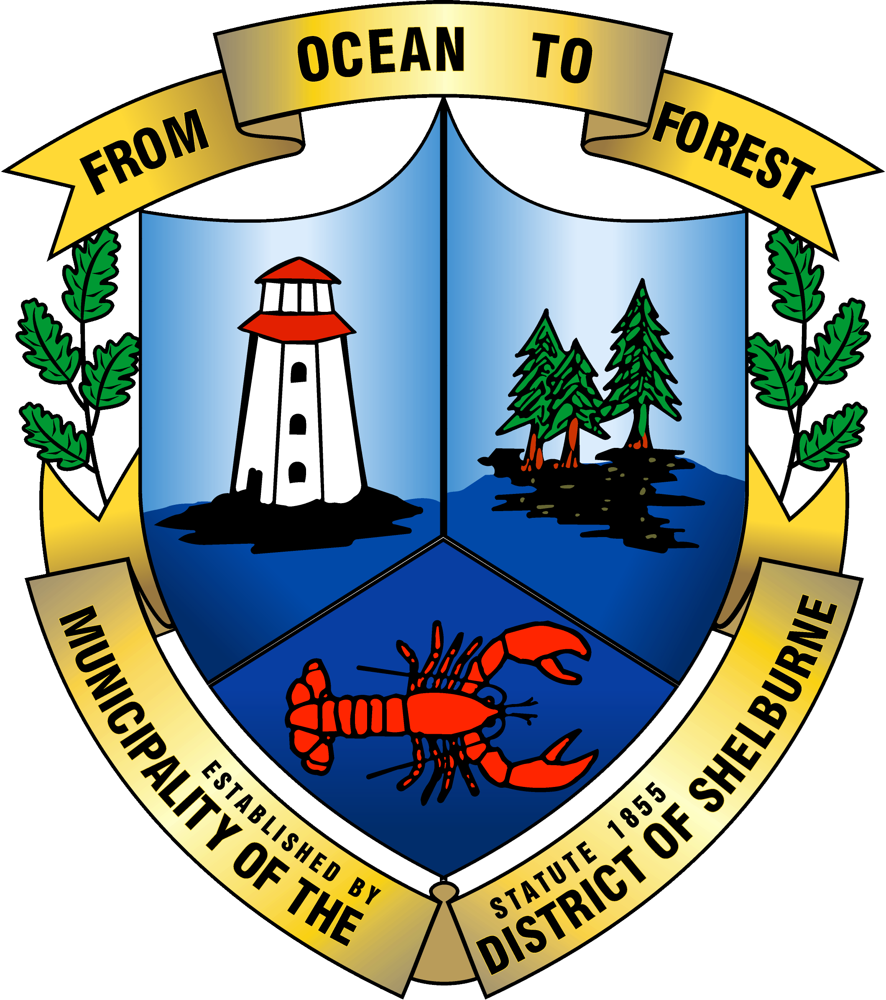 FROM OCEAN TO FOREST
ESTABLISHED BY STATUTE 1855
MUNICIPALITY OF THE DISTRICT OF SHELBURNE